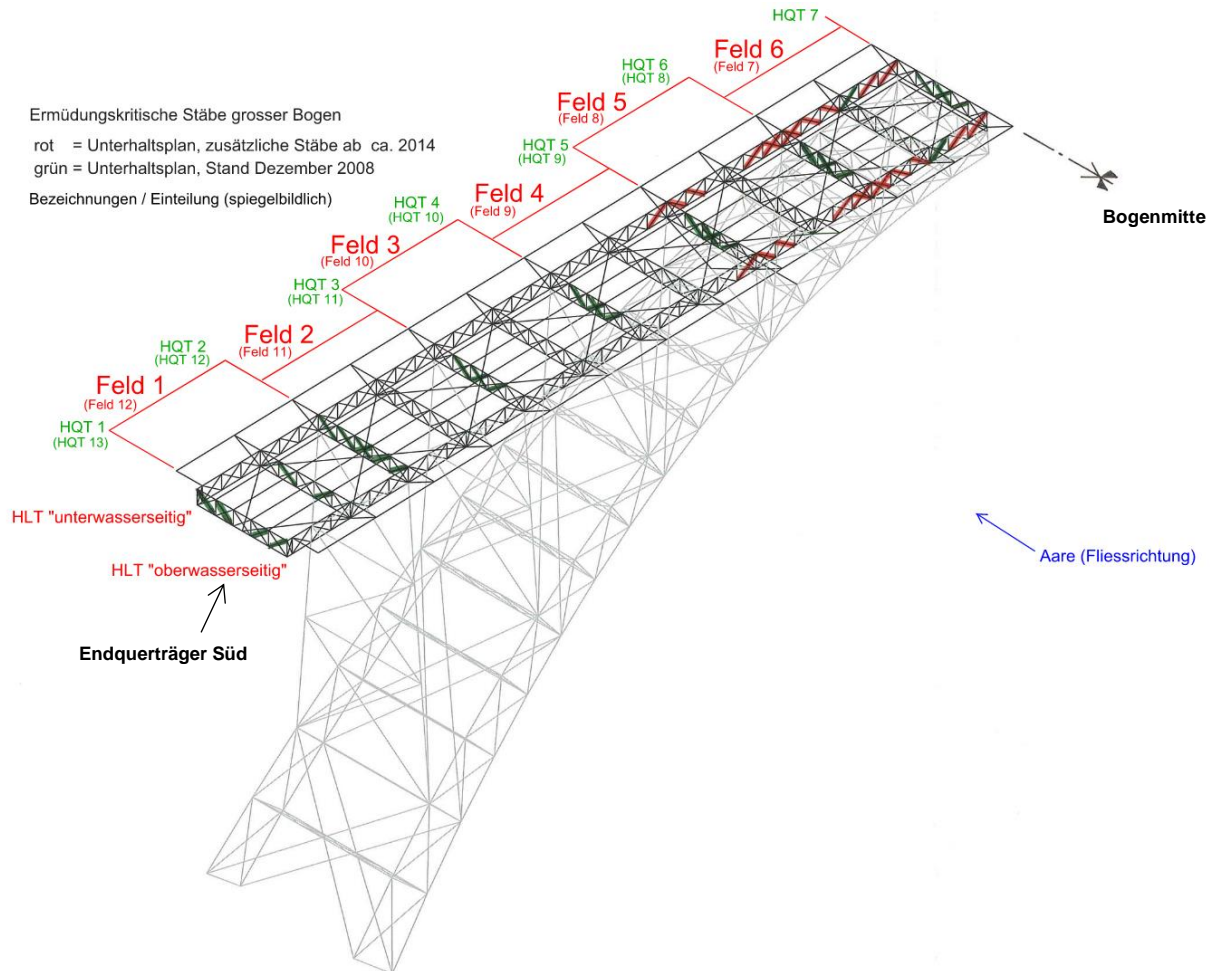 Ermüdungskritische Stäbe grosser Bogen
rot = Unterhaltsplan, zusätzliche Stäbe ab ca. 2014
grün = Unterhaltsplan, Stand Dezember 2008
Bezeichnungen / Einteilung (spiegelbildlich)
HQT 7
Feld 6
(Feld 7)
HQT 6
(HQT 8)
Feld 5
(Feld 8)
HQT 5
(HQT 9)
Feld 4
(Feld 9)
HQT 4
(HQT 10)
Feld 3
(Feld 10)
HQT 3
(HQT 11)
Feld 2
(Feld 11)
HQT 2
(HQT 12)
Feld 1
(Feld 12)
HQT 1
(HQT 13)
Bogenmitte
HLT "unterwasserseitig"
HLT "oberwasserseitig"
Aare (Fliessrichtung)
Endquerträger Süd